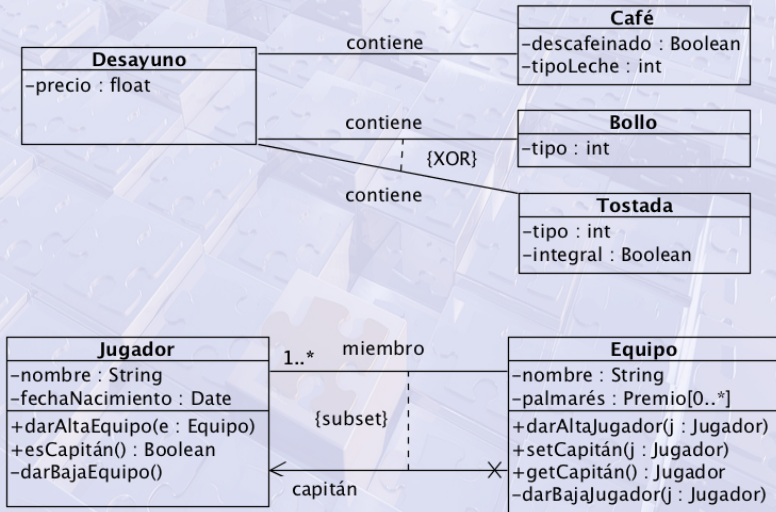 Desayuno
-precio : float
contiene
Café
-descafeinado : Boolean
-tipoLeche : int
contiene
{XOR}
contiene
Bollo
-tipo : int
Tostada
-tipo : int
-integral : Boolean
Jugador
-nombre : String
-fechaNacimiento : Date
+darAltaEquipo(e : Equipo)
+esCapitán() : Boolean
-darBajaEquipo()
1..*
miembro
{subset}
capitán
Equipo
-nombre : String
-palmarés : Premio[0..*]
+darAltaJugador(j : Jugador)
+setCapitán(j : Jugador)
+getCapitán() : Jugador
-darBajaJugador(j : Jugador)